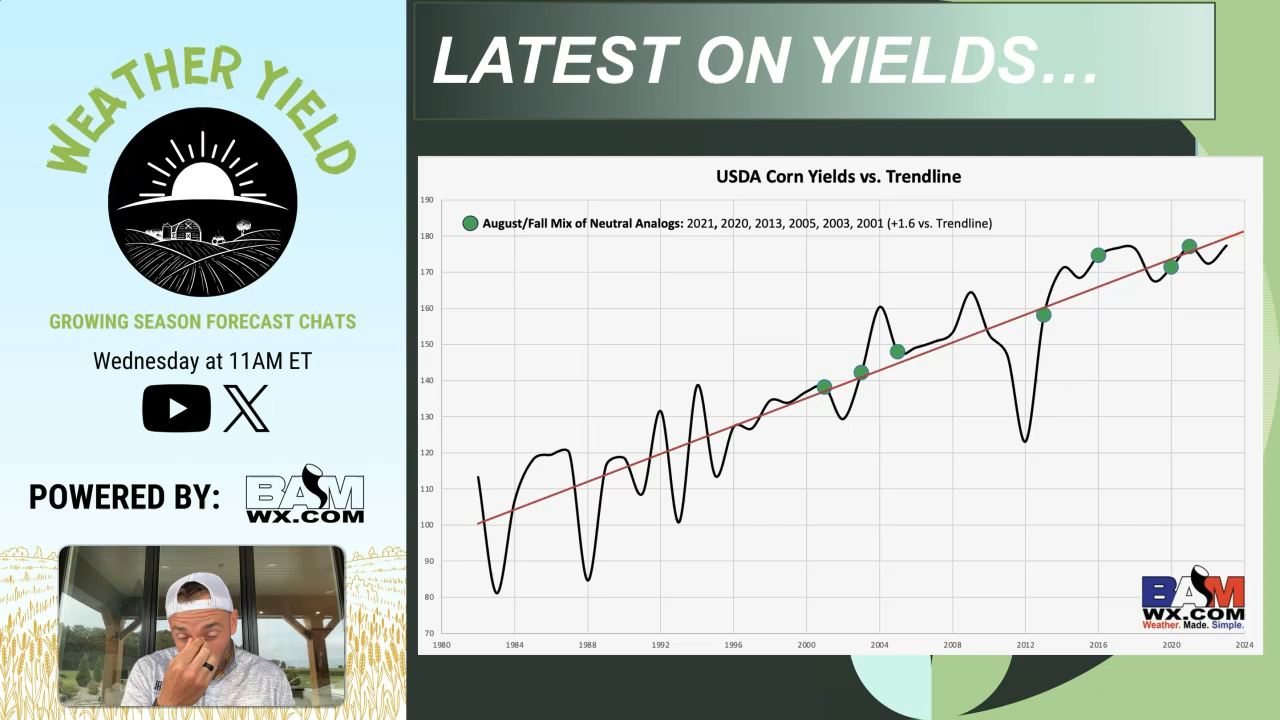 WEATHER YIELD
GROWING SEASON FORECAST CHATS
Wednesday at 11AM ET
POWERED BY:
BAM
WX.COM
LATEST ON YIELDS...
USDA Corn Yields vs. Trendline
August/Fall Mix of Neutral Analogs: 2021, 2020, 2013, 2005, 2003, 2001 (+1.6 vs. Trendline)
190
180
170
160
150
140
130
120
110
100
90
80
70
1980 1984 1988 1992 1996 2000 2004 2008 2012 2016 2020 2024
BAM
WX.COM
Weather. Made. Simple.